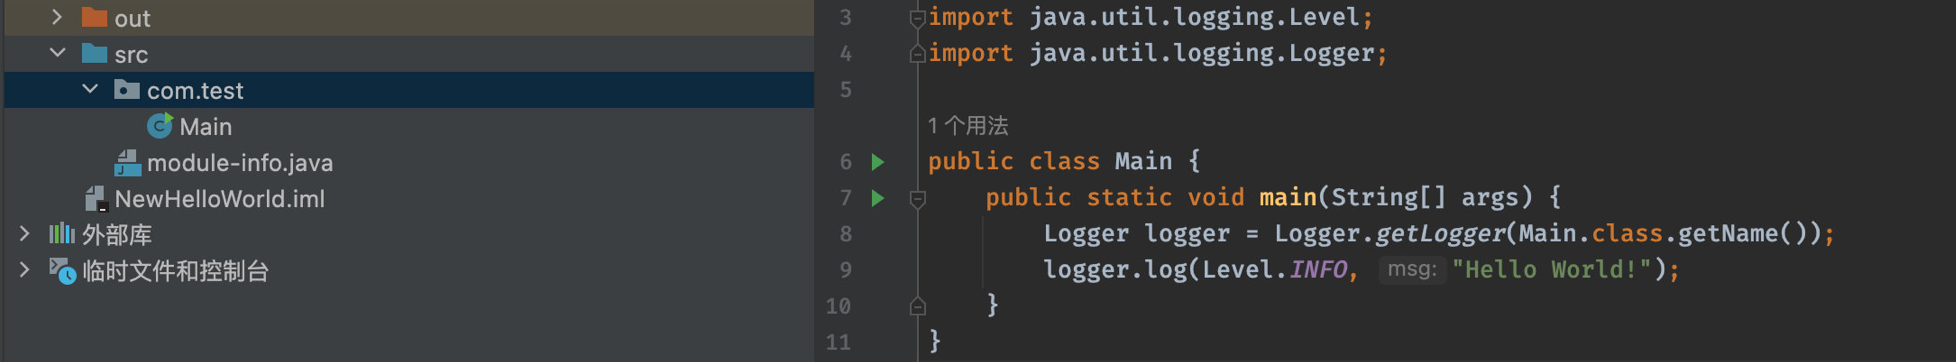 out
src
com.test
Main
module-info.java
NewHelloWorld.iml
外部库
临时文件和控制台
3 import java.util.logging.Level;
4 import java.util.logging.Logger;
5
1 个用法
6 public class Main {
7 public static void main(String[] args) {
8 Logger logger = Logger.getLogger(Main.class.getName());
9 logger.log(Level.INFO, msg: "Hello World!");
10 }
11 }